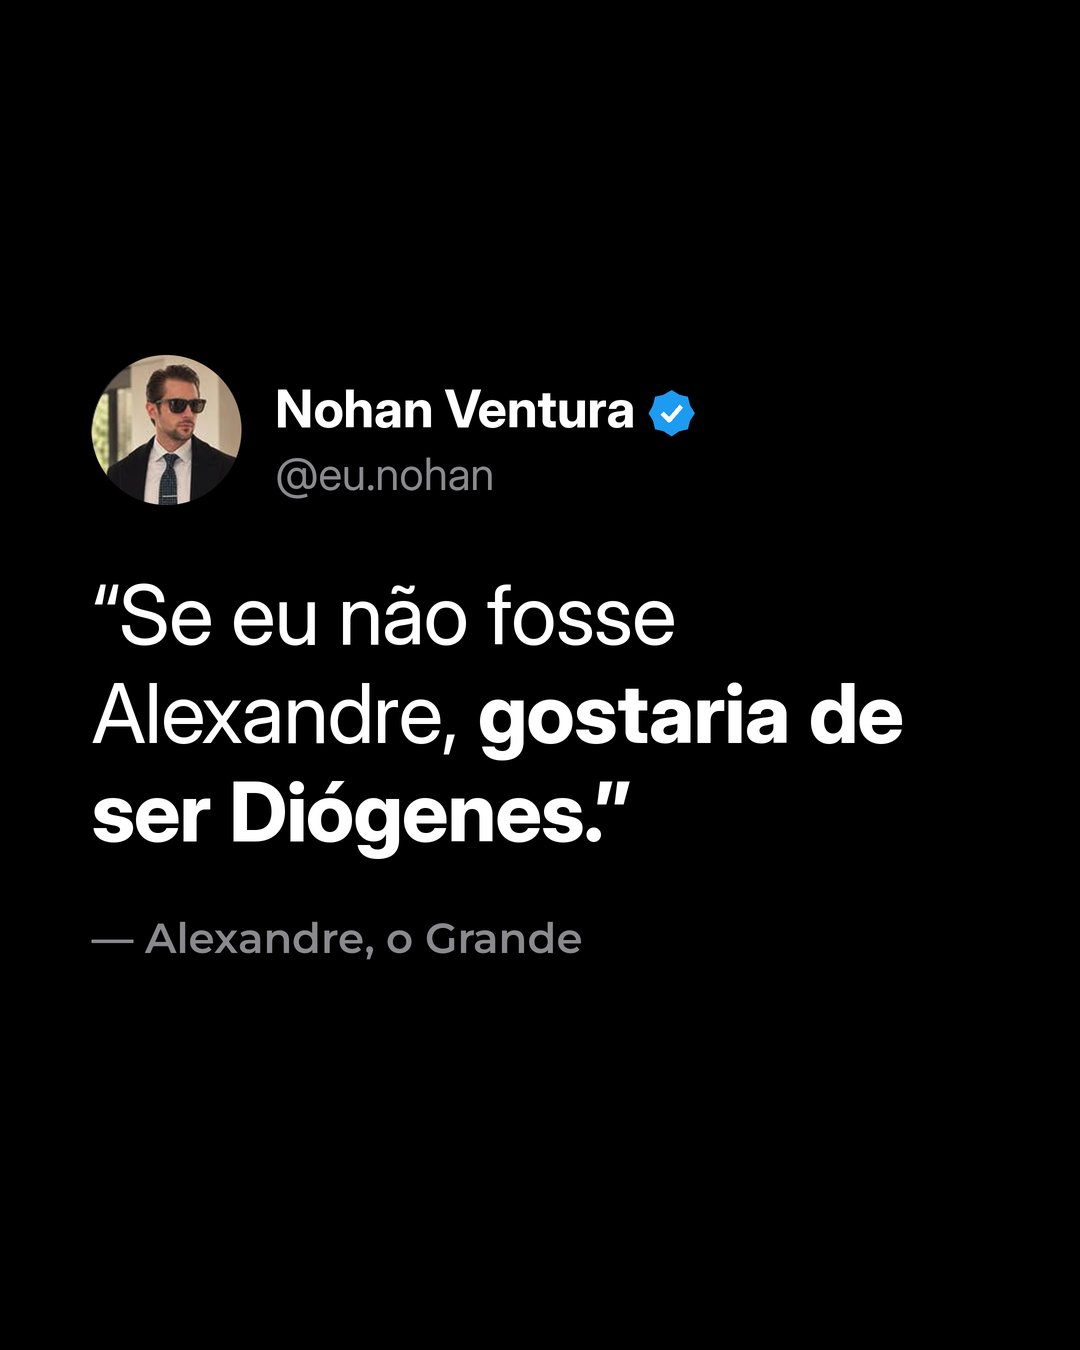 Nohan Ventura
@eu.nohan
“Se eu não fosse
Alexandre, gostaria de
ser Diógenes.”
— Alexandre, o Grande